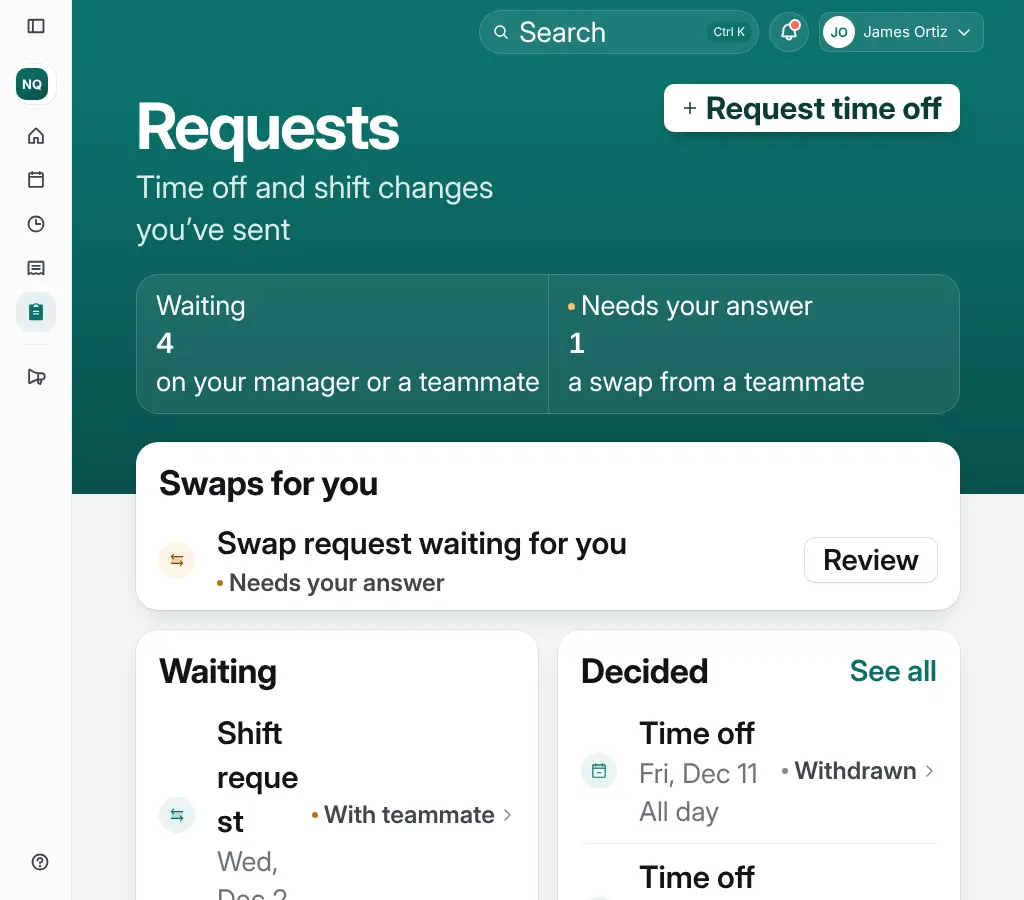 Search
Ctrl K
JO
James Ortiz
NQ
Requests
+ Request time off
Time off and shift changes
you’ve sent
Waiting
4
on your manager or a teammate
Needs your answer
1
a swap from a teammate
Swaps for you
Swap request waiting for you
Needs your answer
Review
Waiting
Shift
reque
st
Wed,
Dec 2
With teammate
Decided
See all
Time off
Fri, Dec 11
All day
Withdrawn
Time off